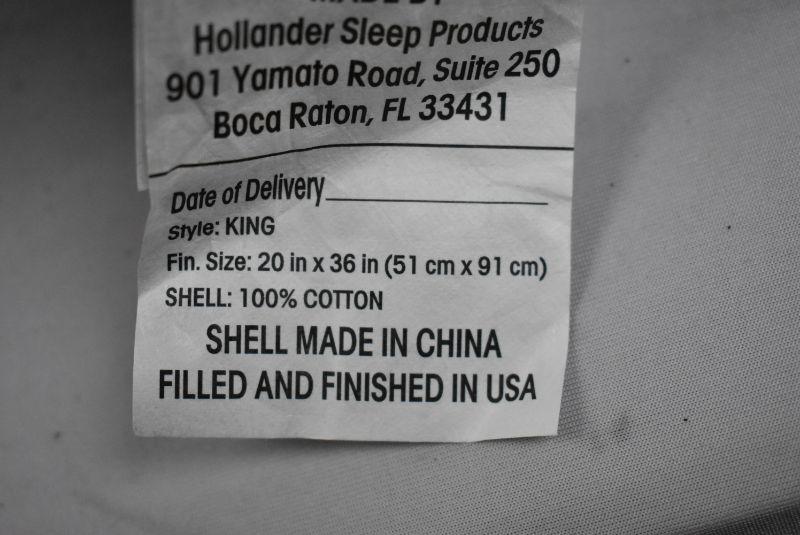 MADE BY
Hollander Sleep Products
901 Yamato Road, Suite 250
Boca Raton, FL 33431
Date of Delivery
Style: KING
Fin. Size: 20 in x 36 in (51 cm x 91 cm)
SHELL: 100% COTTON
SHELL MADE IN CHINA
FILLED AND FINISHED IN USA